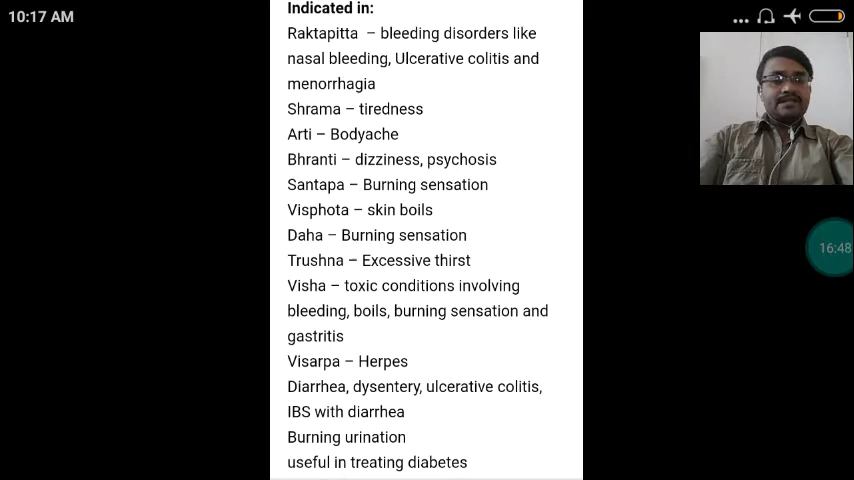 10:17 AM
Indicated in:
Raktapitta – bleeding disorders like
nasal bleeding, Ulcerative colitis and
menorrhagia
Shrama – tiredness
Arti – Bodyache
Bhranti – dizziness, psychosis
Santapa – Burning sensation
Visphota – skin boils
Daha – Burning sensation
Trushna – Excessive thirst
Visha – toxic conditions involving
bleeding, boils, burning sensation and
gastritis
Visarpa – Herpes
Diarrhea, dysentery, ulcerative colitis,
IBS with diarrhea
Burning urination
useful in treating diabetes
16:48